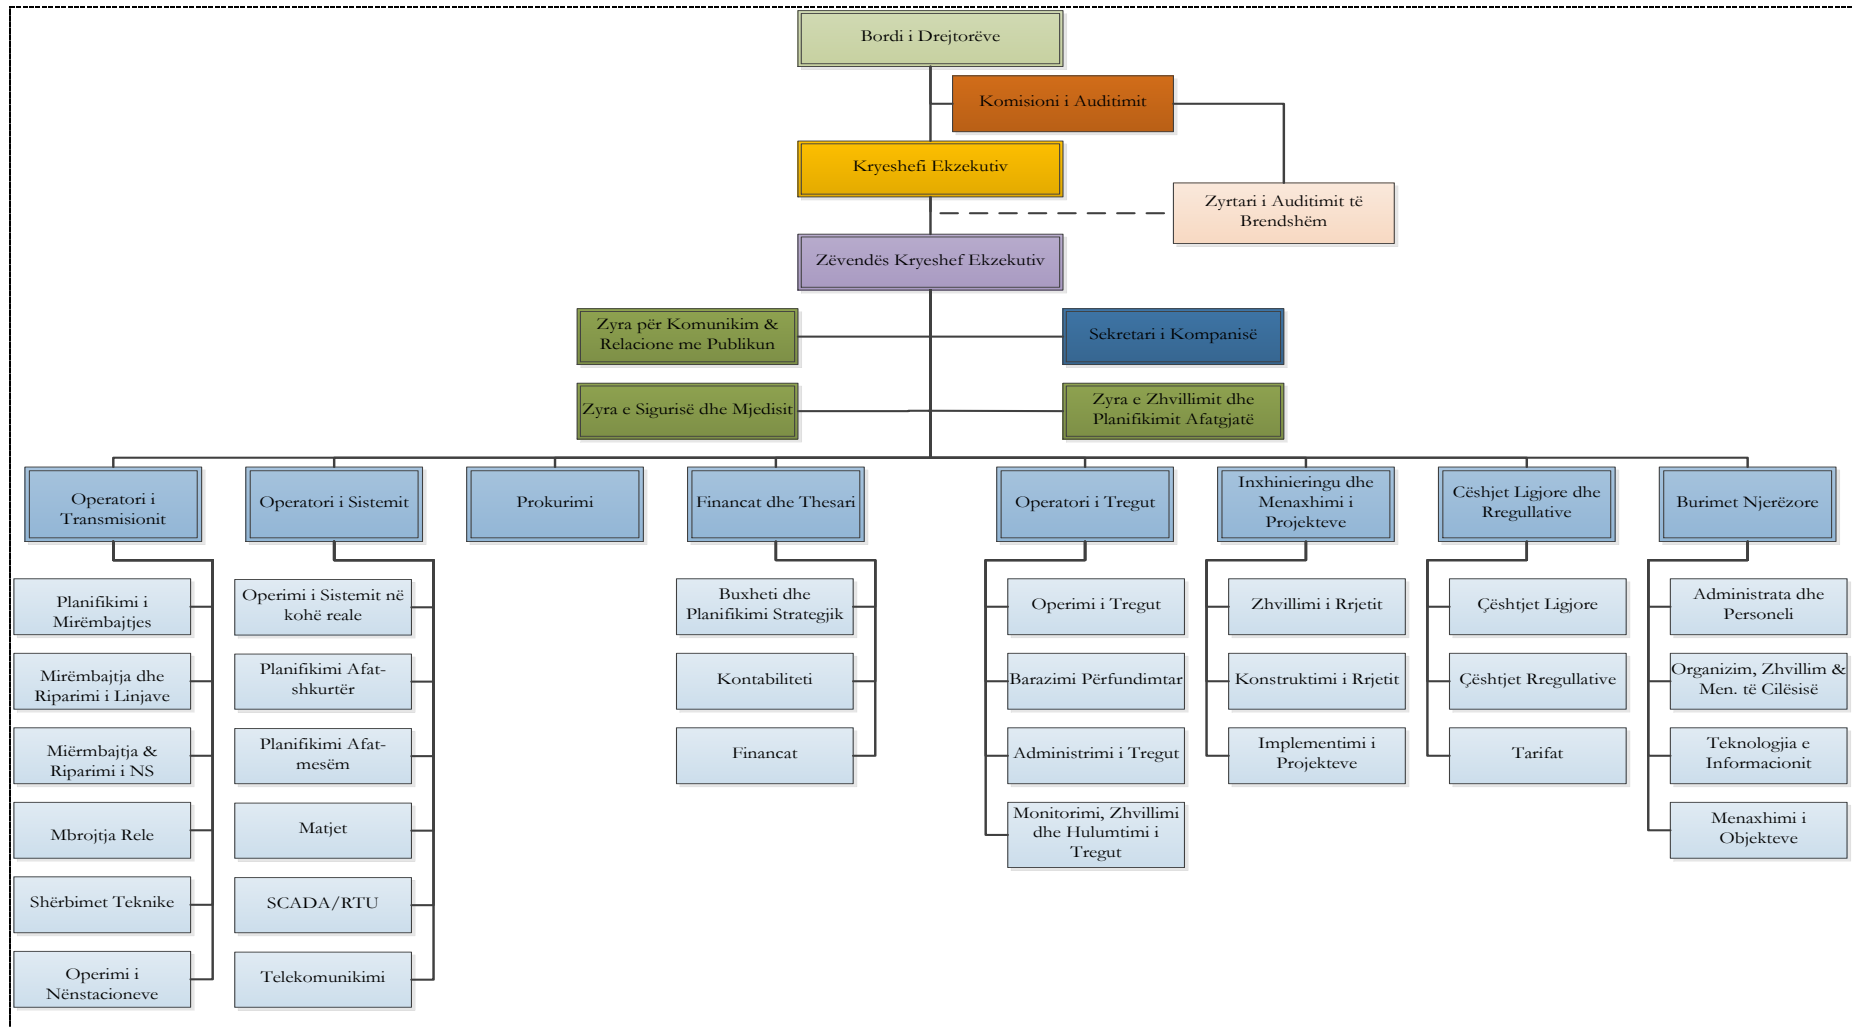 Bordi i Drejtorëve
Komisioni i Auditimit
Kryeshefi Ekzekutiv
Zyrtari i Auditimit të
Brendshëm
Zëvendës Kryeshef Ekzekutiv
Zyra për Komunikim &
Relacione me Publikun
Sekretari i Kompanisë
Zyra e Sigurisë dhe Mjedisit
Zyra e Zhvillimit dhe
Planifikimit Afatgjatë
Operatori i
Transmisionit
Operatori i Sistemit
Prokurimi
Financat dhe Thesari
Operatori i Tregut
Inxhinieringu dhe
Menaxhimi i
Projekteve
Cështjet Ligjore dhe
Rregullative
Burimet Njerëzore
Planifikimi i
Mirëmbajtjes
Mirëmbajtja dhe
Riparimi i Linjave
Miërmbajtja &
Riparimi i NS
Mbrojtja Rele
Shërbimet Teknike
Operimi i
Nënstacioneve
Operimi i Sistemit në
kohë reale
Planifikimi Afat-
shkurtër
Planifikimi Afat-
mesëm
Matjet
SCADA/RTU
Telekomunikimi
Buxheti dhe
Planifikimi Strategjik
Kontabiliteti
Financat
Operimi i Tregut
Barazimi Përfundimtar
Administrimi i Tregut
Monitorimi, Zhvillimi
dhe Hulumtimi i
Tregut
Zhvillimi i Rrjetit
Konstruktimi i Rrjetit
Implementimi i
Projekteve
Çështjet Ligjore
Çështjet Rregullative
Tarifat
Administrata dhe
Personeli
Organizim, Zhvillim &
Men. të Cilësisë
Teknologjia e
Informacionit
Menaxhimi i
Objekteve